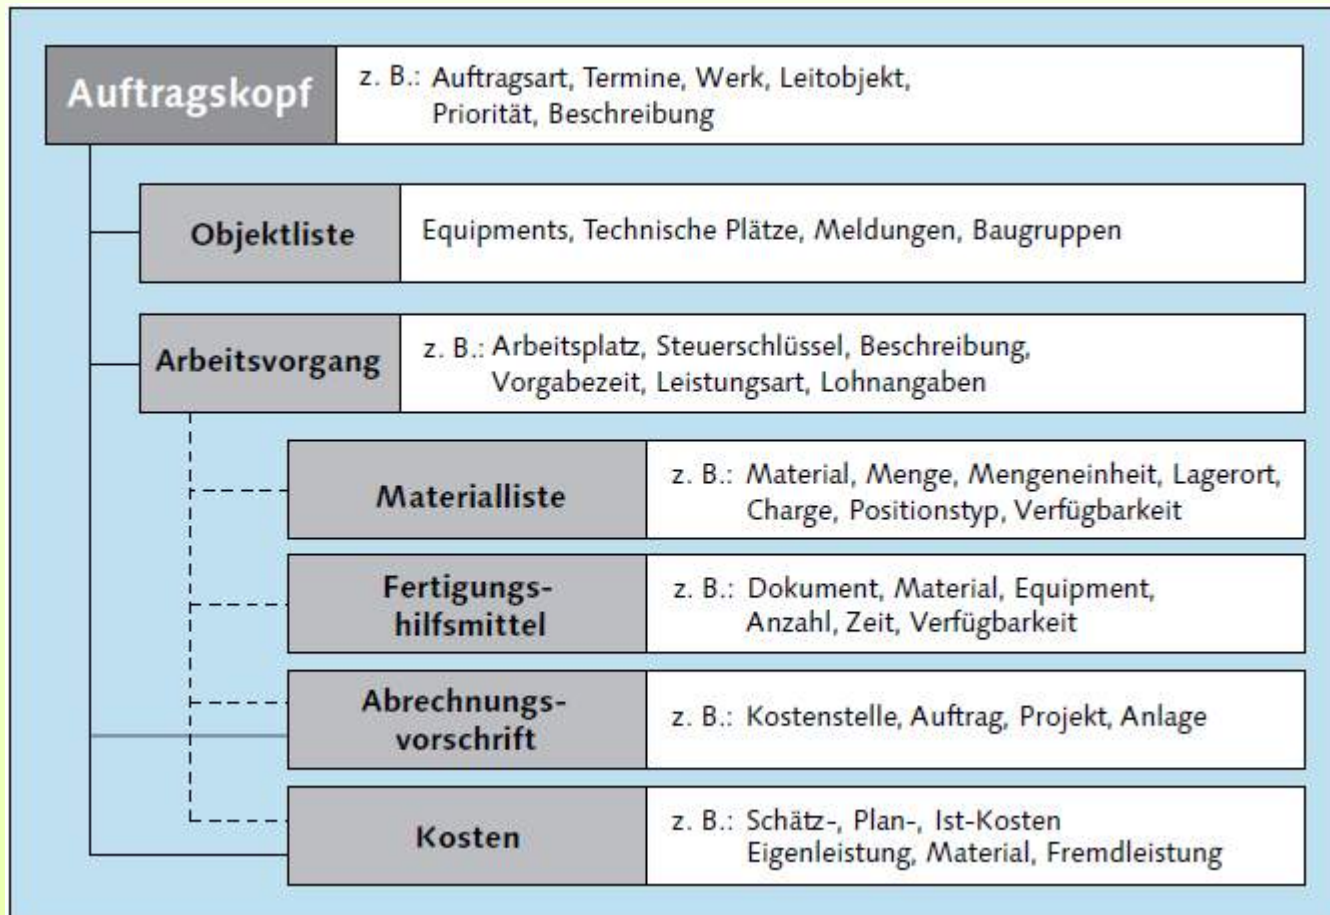 Auftragskopf
z. B.: Auftragsart, Termine, Werk, Leitobjekt,
Priorität, Beschreibung
Objektliste
Equipments, Technische Plätze, Meldungen, Baugruppen
Arbeitsvorgang
z. B.: Arbeitsplatz, Steuerschlüssel, Beschreibung,
Vorgabezeit, Leistungsart, Lohnangaben
Materialliste
z. B.: Material, Menge, Mengeneinheit, Lagerort,
Charge, Positionstyp, Verfügbarkeit
Fertigungs-
hilfsmittel
z. B.: Dokument, Material, Equipment,
Anzahl, Zeit, Verfügbarkeit
Abrechnungs-
vorschrift
z. B.: Kostenstelle, Auftrag, Projekt, Anlage
Kosten
z. B.: Schätz-, Plan-, Ist-Kosten
Eigenleistung, Material, Fremdleistung